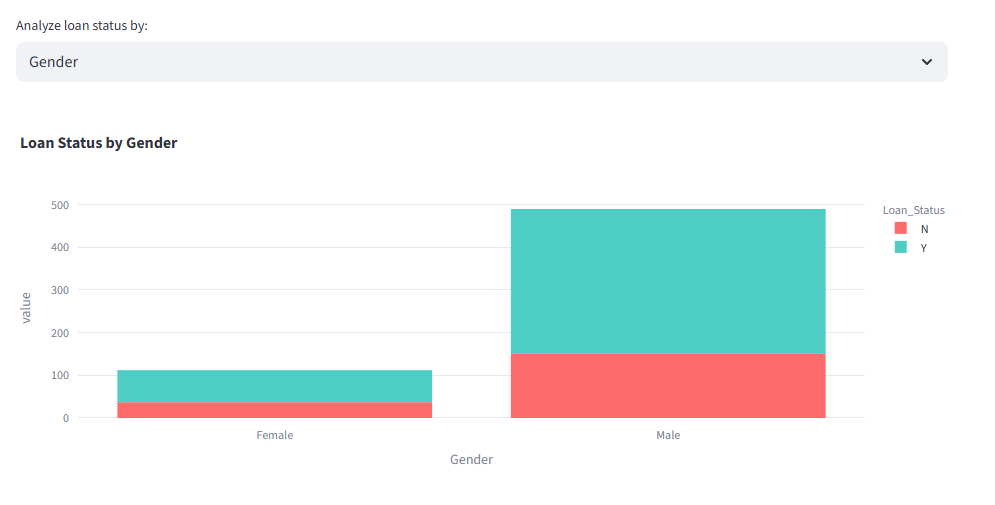 Analyze loan status by:
Gender
Loan Status by Gender
500
400
300
200
100
0
value
Female
Male
Gender
Loan_Status
N
Y